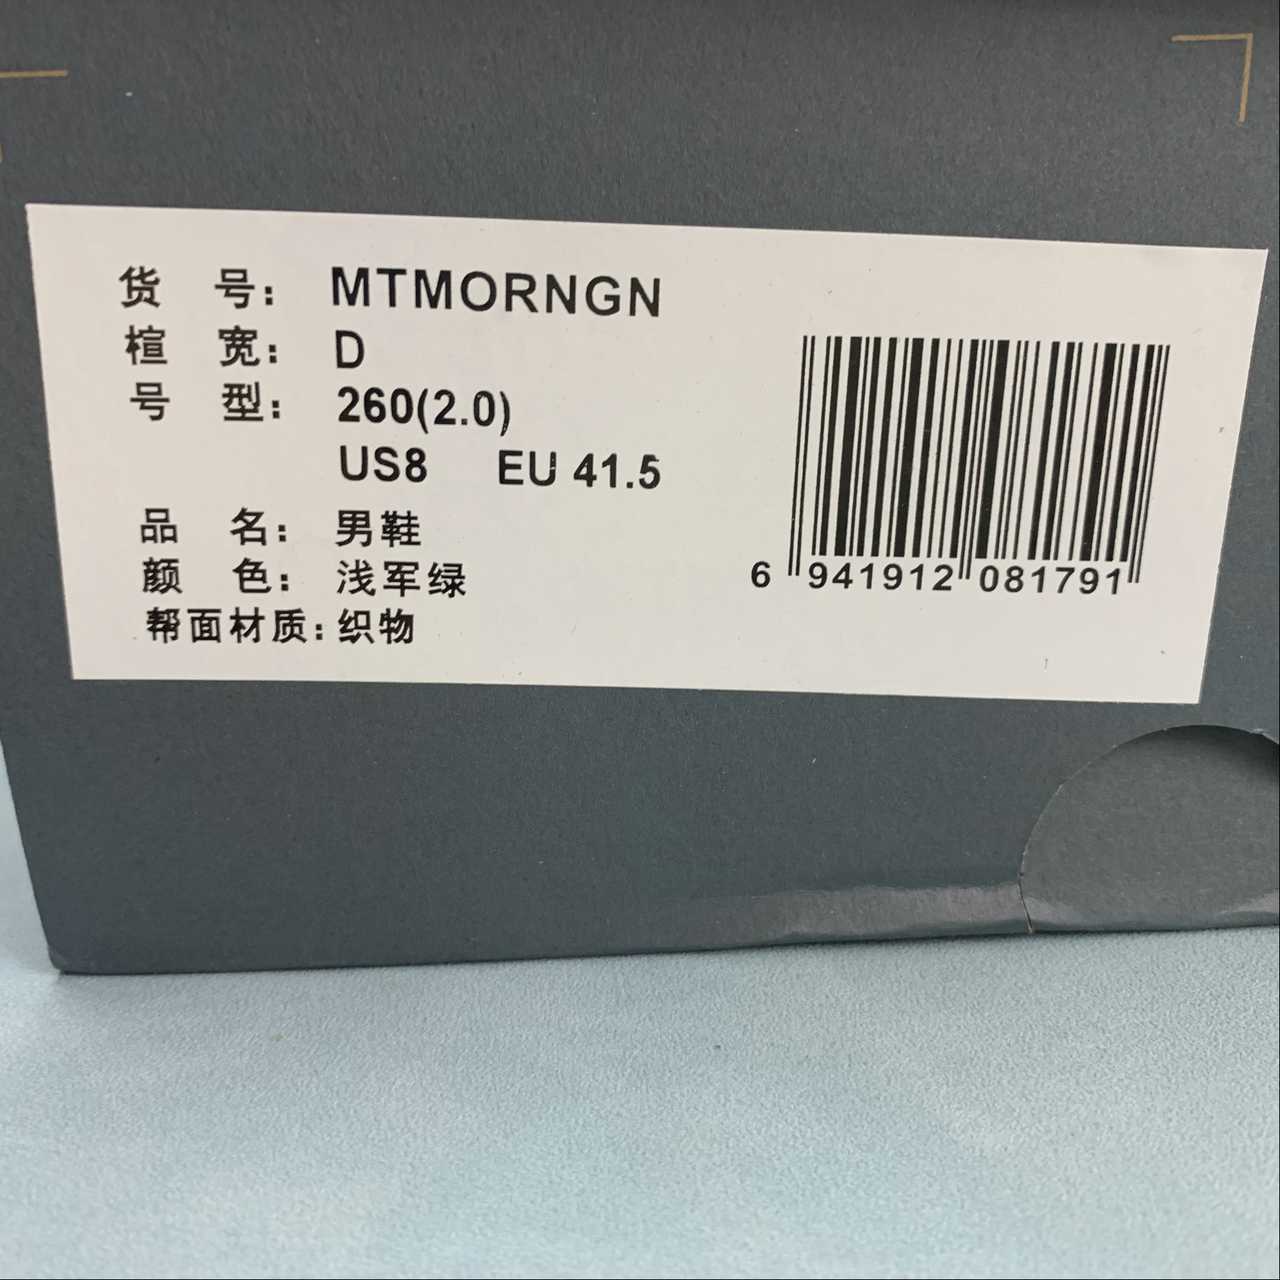 货 号： MTMORNGN
楦 宽： D
号 型： 260(2.0)
US8 EU 41.5
品 名： 男鞋
颜 色： 浅军绿
帮面材质：织物
6 941912 081791